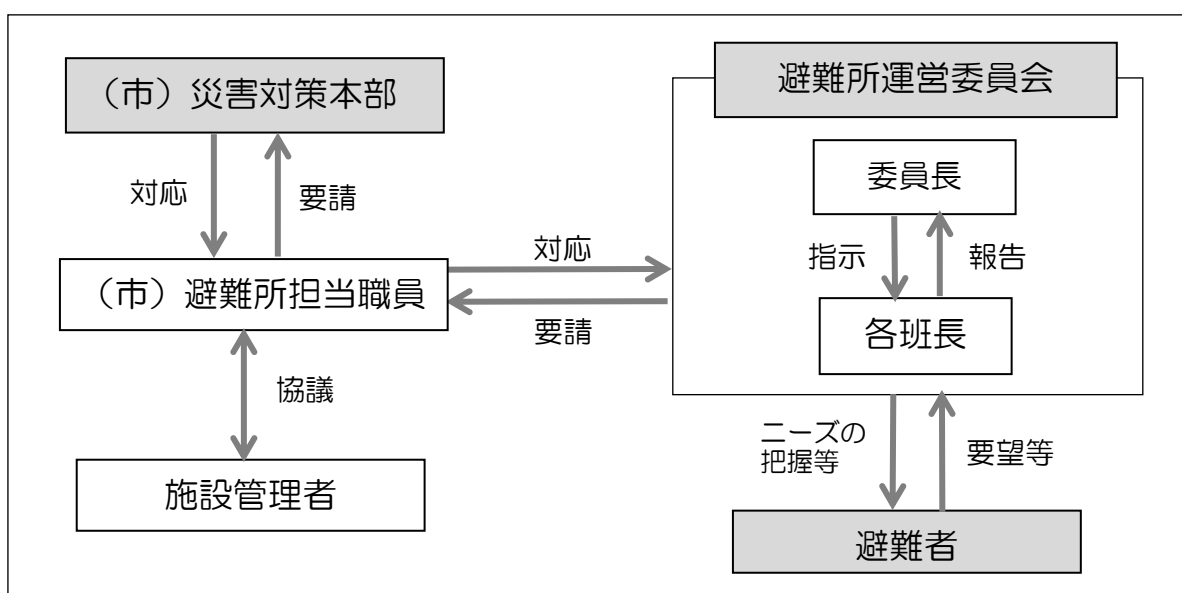 （市）災害対策本部
対応
要請
（市）避難所担当職員
協議
施設管理者
対応
要請
避難所運営委員会
委員長
指示
報告
各班長
ニーズの
把握等
要望等
避難者